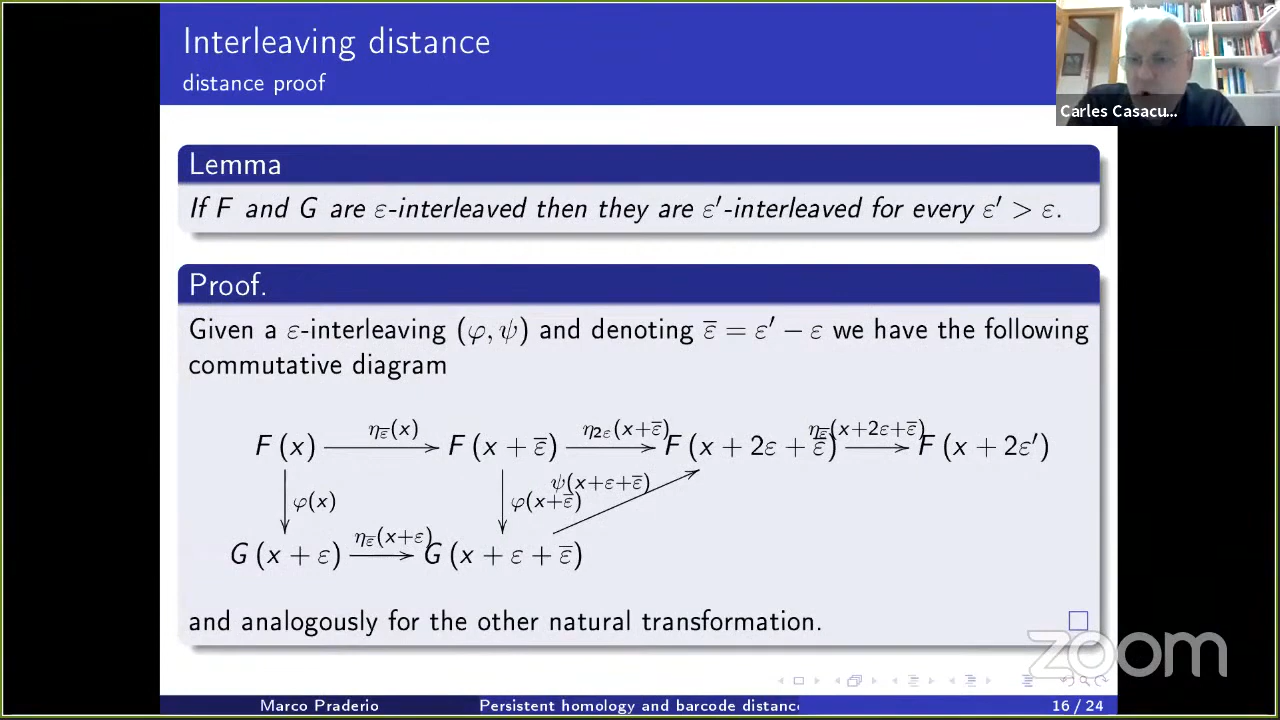 Interleaving distance
distance proof
Carles Casacu...
Lemma
If F and G are ε-interleaved then they are ε′-interleaved for every ε′ > ε.
Proof.
Given a ε-interleaving (φ, ψ) and denoting ε̅ = ε′ − ε we have the following
commutative diagram
η_ε̅(x) η_2ε(x+ε̅) η_ε̅(x+2ε+ε̅)
F (x) F (x + ε̅) F (x + 2ε + ε̅) F (x + 2ε′)
ψ(x+ε+ε̅)
φ(x) φ(x+ε̅)
η_ε̅(x+ε)
G (x + ε) G (x + ε + ε̅)
and analogously for the other natural transformation.
zoom
Marco Praderio Persistent homology and barcode distanc 16 / 24